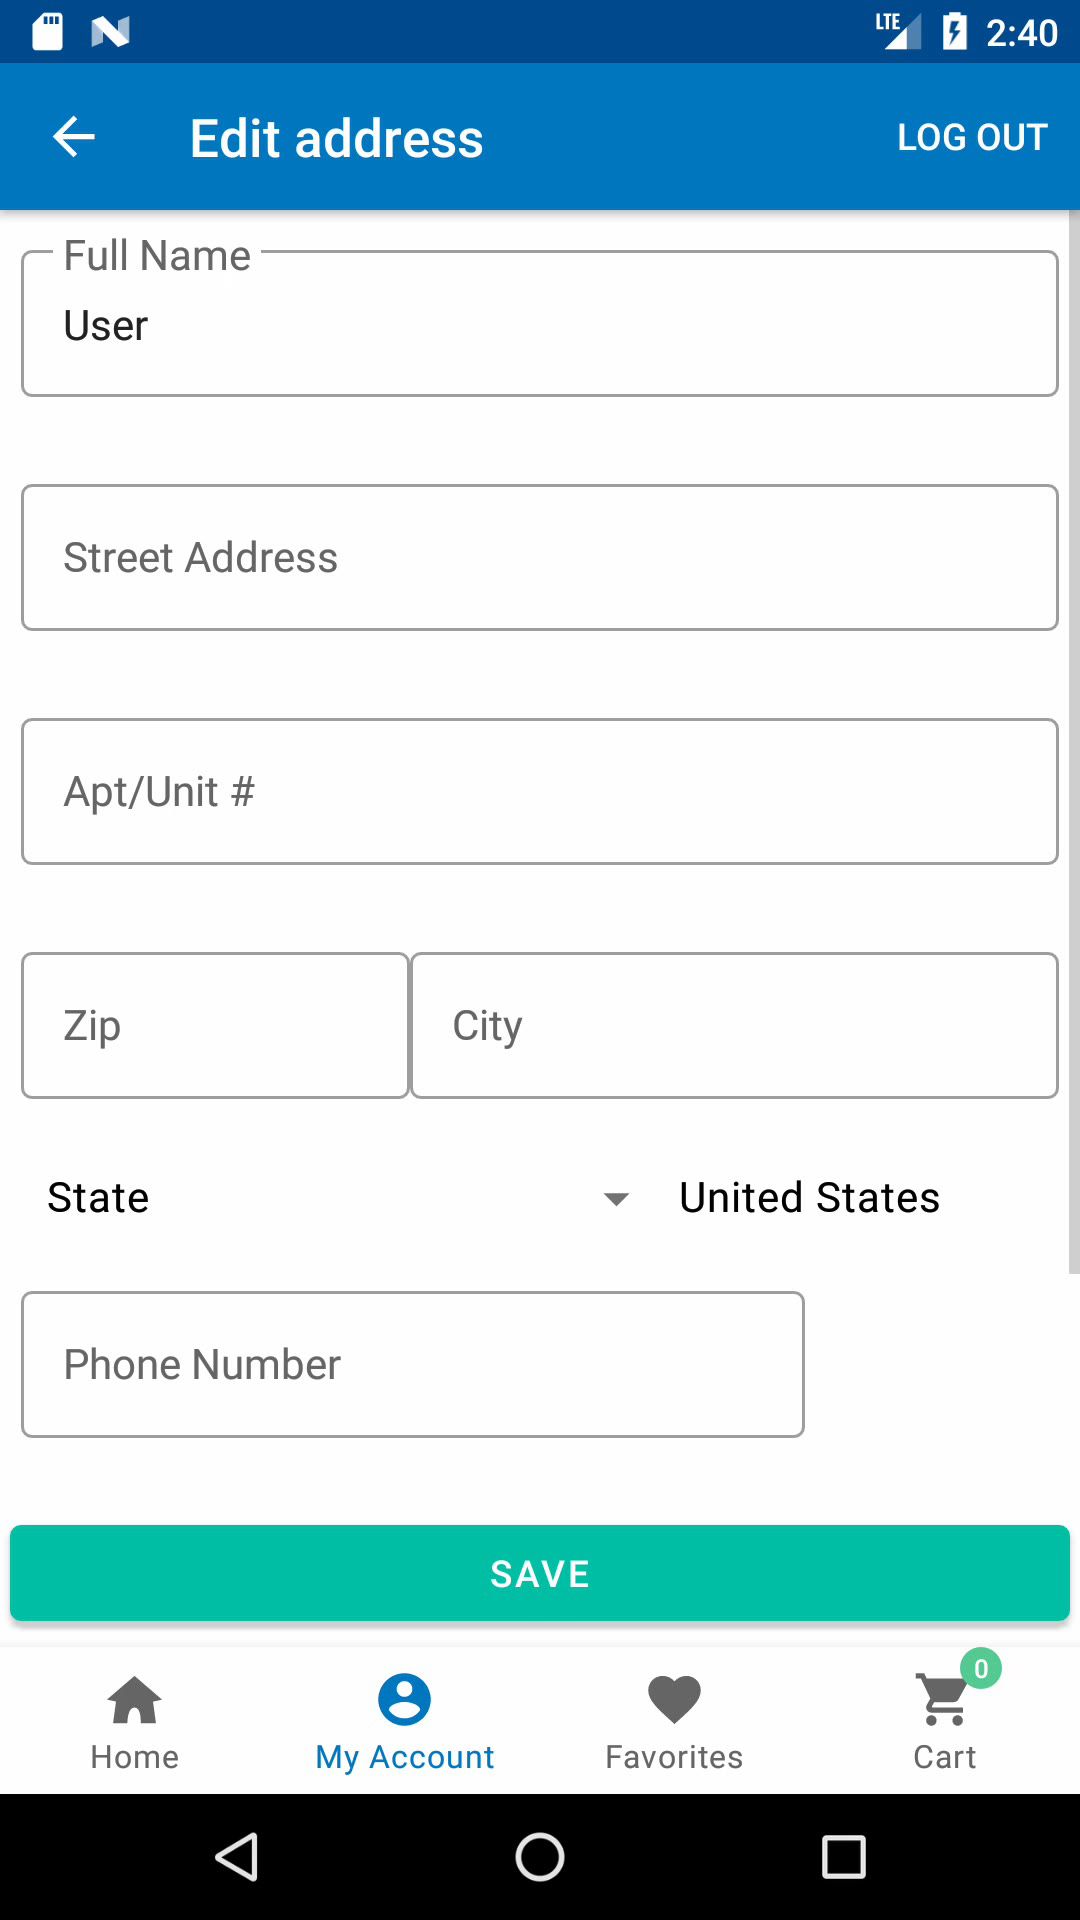 LTE 2:40
Edit address LOG OUT
Full Name
User
Street Address
Apt/Unit #
Zip City
State United States
Phone Number
SAVE
0
Home My Account Favorites Cart